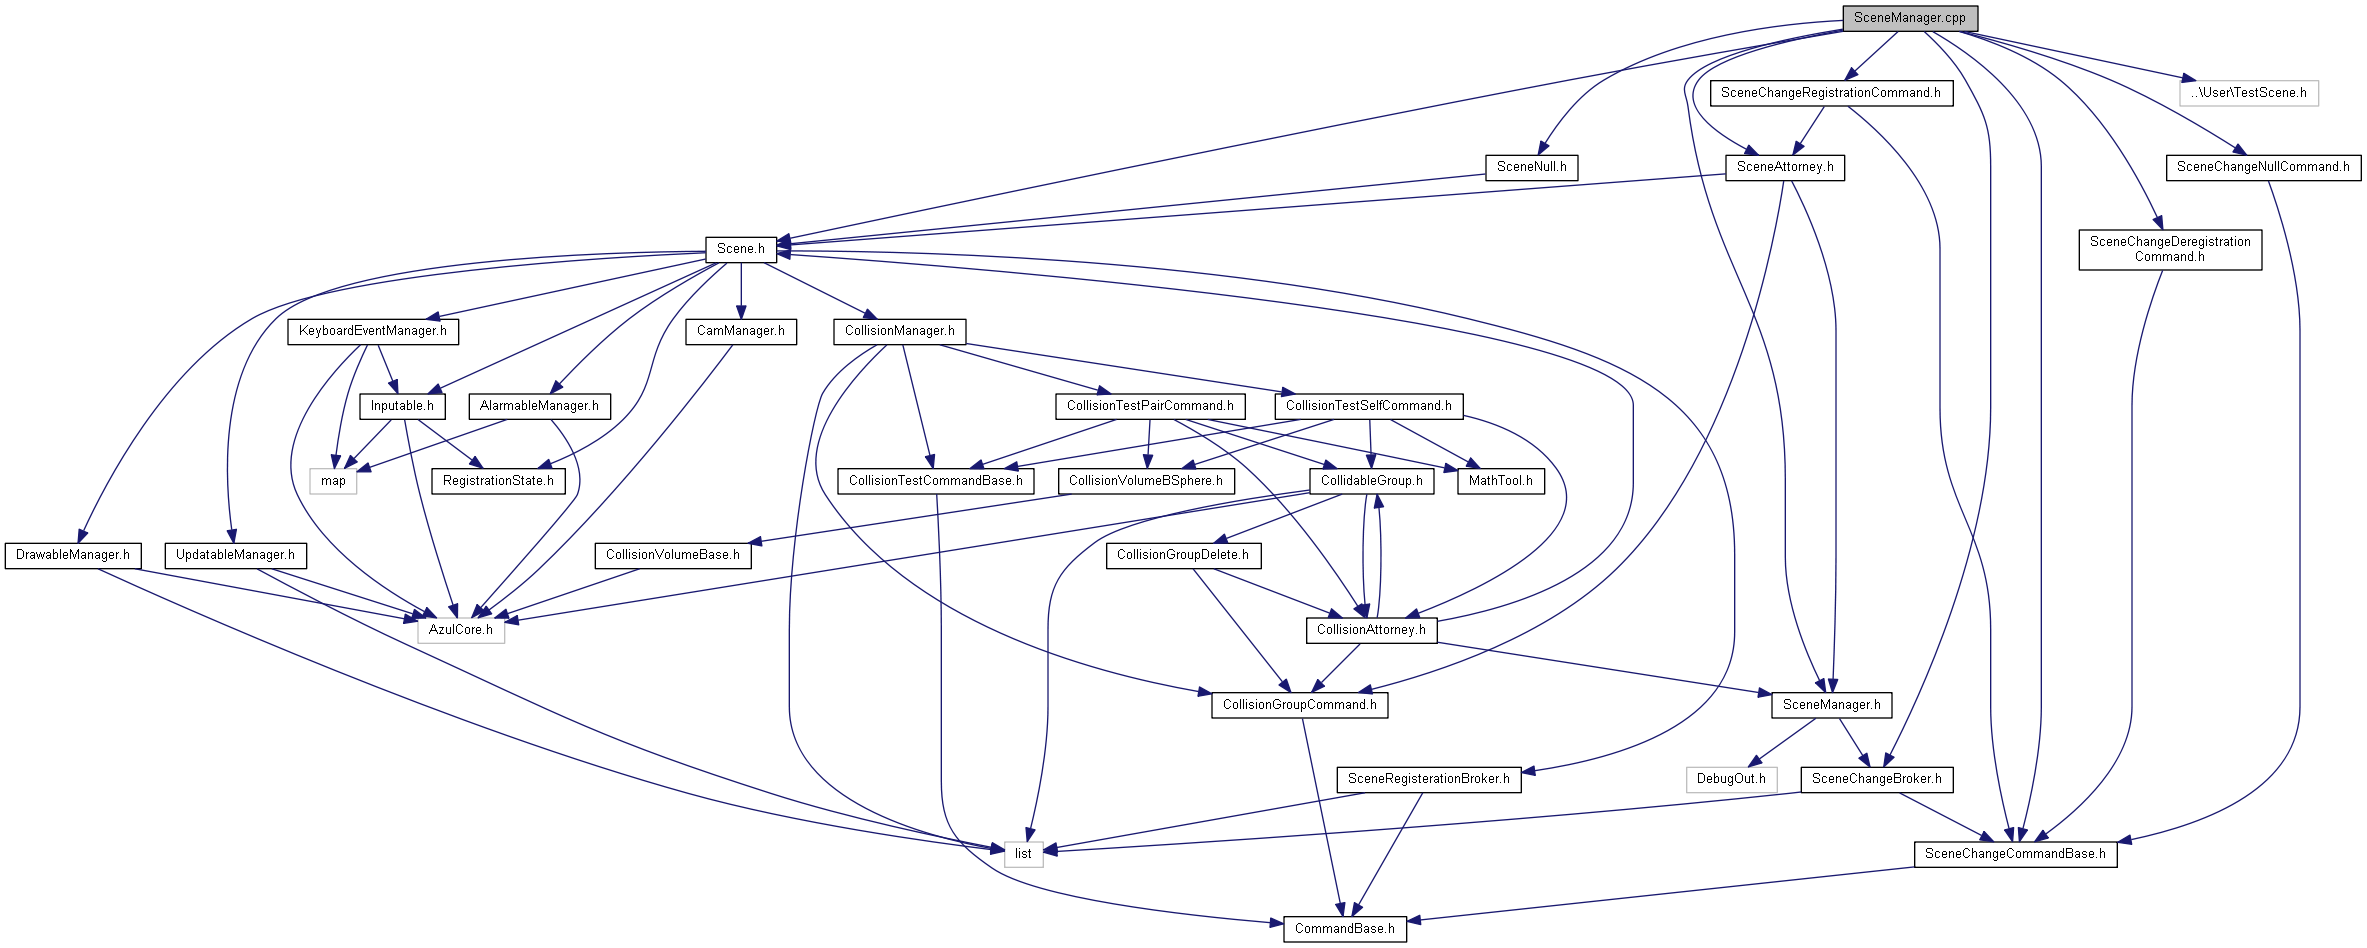 SceneManager.cpp
SceneChangeRegistrationCommand.h
..\User\TestScene.h
SceneNull.h
SceneAttorney.h
SceneChangeNullCommand.h
Scene.h
SceneChangeDeregistration
Command.h
KeyboardEventManager.h
CamManager.h
CollisionManager.h
Inputable.h
AlarmableManager.h
CollisionTestPairCommand.h
CollisionTestSelfCommand.h
map
RegistrationState.h
CollisionTestCommandBase.h
CollisionVolumeBSphere.h
CollidableGroup.h
MathTool.h
DrawableManager.h
UpdatableManager.h
CollisionVolumeBase.h
CollisionGroupDelete.h
AzulCore.h
CollisionAttorney.h
CollisionGroupCommand.h
SceneManager.h
SceneRegisterationBroker.h
DebugOut.h
SceneChangeBroker.h
list
SceneChangeCommandBase.h
CommandBase.h